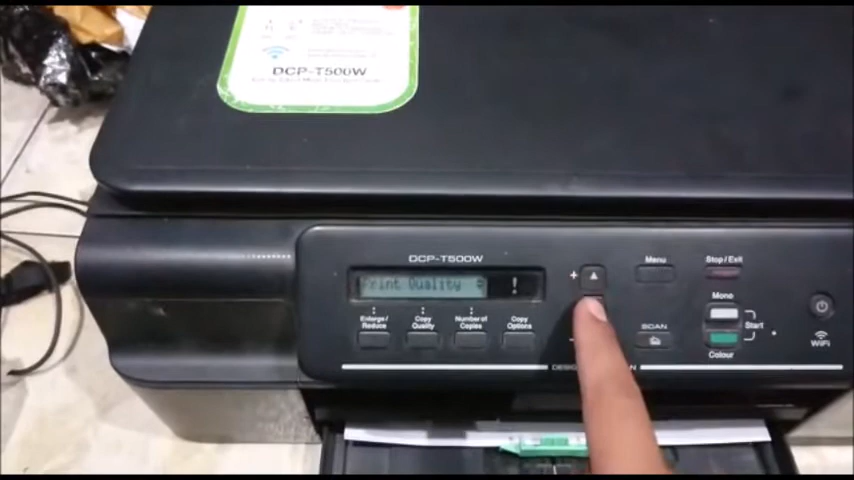 DCP-T500W
DCP-T500W
Print Quality
!
+
Menu
Stop/Exit
Enlarge/
Reduce
Copy
Quality
Number of
Copies
Copy
Options
Mono
SCAN
Start
Colour
WiFi